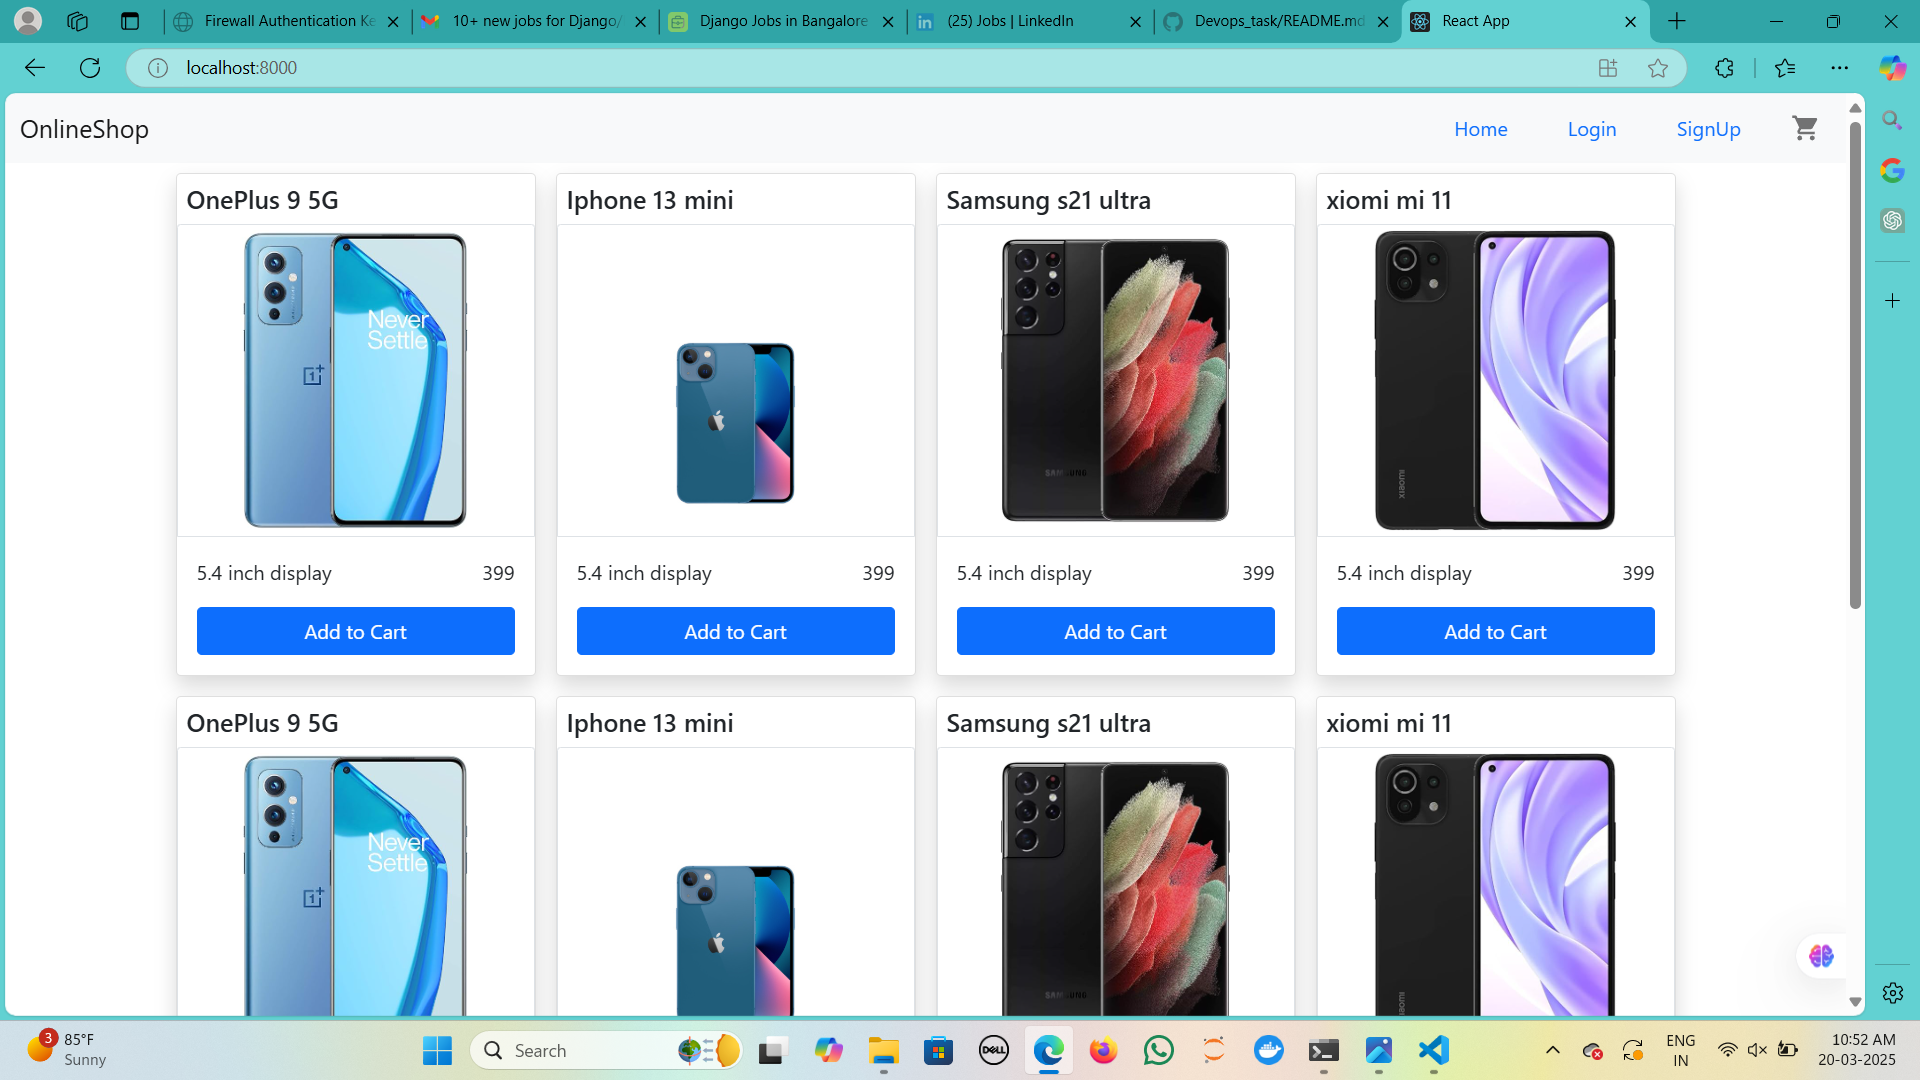 Firewall Authentication Ke
10+ new jobs for Django/
Django Jobs in Bangalore
(25) Jobs | LinkedIn
Devops_task/README.md
React App
localhost:8000
OnlineShop
Home
Login
SignUp
OnePlus 9 5G
Iphone 13 mini
Samsung s21 ultra
xiomi mi 11
Never
Settle
SAMSUNG
xiaomi
5.4 inch display 399
5.4 inch display 399
5.4 inch display 399
5.4 inch display 399
Add to Cart
Add to Cart
Add to Cart
Add to Cart
OnePlus 9 5G
Iphone 13 mini
Samsung s21 ultra
xiomi mi 11
Never
Settle
SAMSUNG
xiaomi
3
85°F
Sunny
Search
DELL
ENG
IN
10:52 AM
20-03-2025